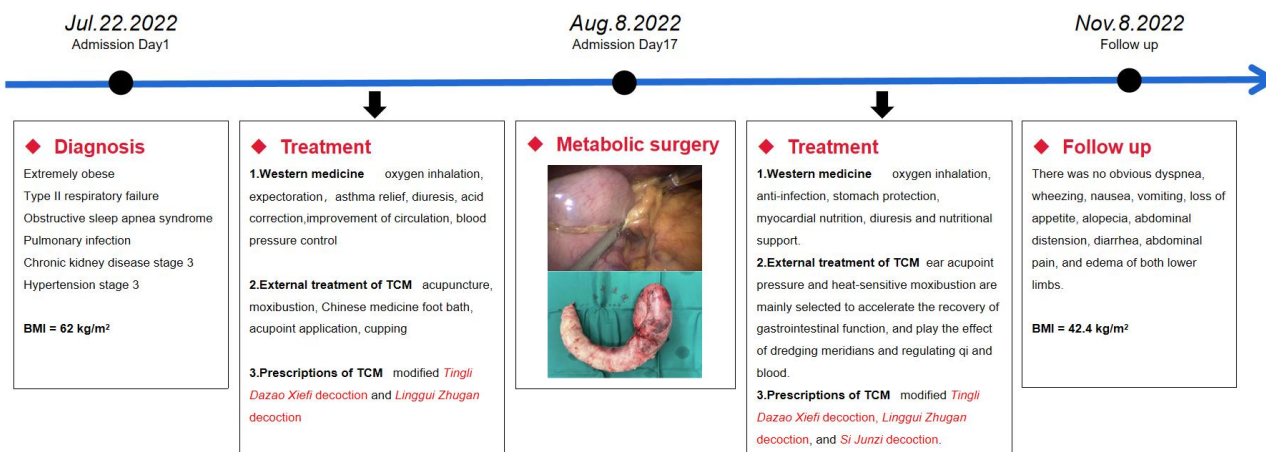 Jul.22.2022
Admission Day1
Aug.8.2022
Admission Day17
Nov.8.2022
Follow up
Diagnosis
Extremely obese
Type II respiratory failure
Obstructive sleep apnea syndrome
Pulmonary infection
Chronic kidney disease stage 3
Hypertension stage 3
BMI = 62 kg/m²
Treatment
1.Western medicine oxygen inhalation,
expectoration, asthma relief, diuresis, acid
correction,improvement of circulation, blood
pressure control
2.External treatment of TCM acupuncture,
moxibustion, Chinese medicine foot bath,
acupoint application, cupping
3.Prescriptions of TCM modified Tingli
Dazao Xiefi decoction and Linggui Zhugan
decoction
Metabolic surgery
Treatment
1.Western medicine oxygen inhalation,
anti-infection, stomach protection,
myocardial nutrition, diuresis and nutritional
support.
2.External treatment of TCM ear acupoint
pressure and heat-sensitive moxibustion are
mainly selected to accelerate the recovery of
gastrointestinal function, and play the effect
of dredging meridians and regulating qi and
blood.
3.Prescriptions of TCM modified Tingli
Dazao Xiefi decoction, Linggui Zhugan
decoction, and Si Junzi decoction.
Follow up
There was no obvious dyspnea,
wheezing, nausea, vomiting, loss of
appetite, alopecia, abdominal
distension, diarrhea, abdominal
pain, and edema of both lower
limbs.
BMI = 42.4 kg/m²